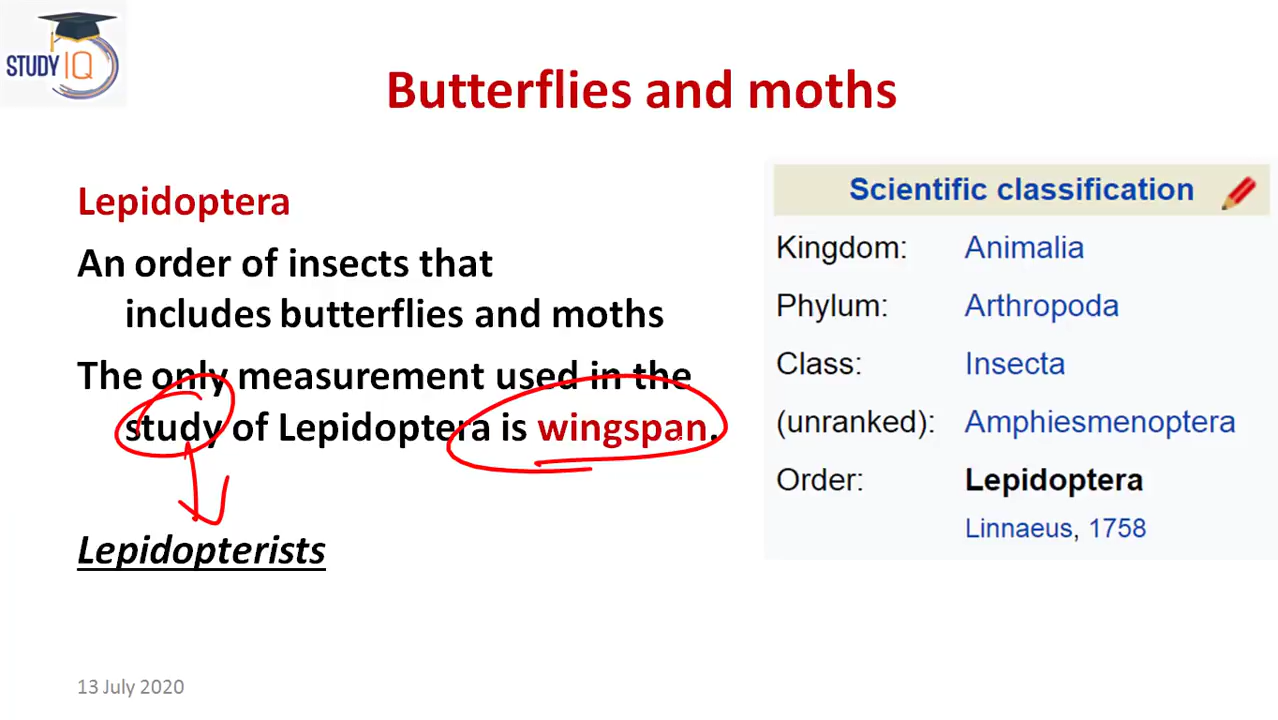 STUDY IQ
Butterflies and moths
Lepidoptera
An order of insects that
includes butterflies and moths
The only measurement used in the
study of Lepidoptera is wingspan.
Lepidopterists
Scientific classification
Kingdom: Animalia
Phylum: Arthropoda
Class: Insecta
(unranked): Amphiesmenoptera
Order: Lepidoptera
Linnaeus, 1758
13 July 2020